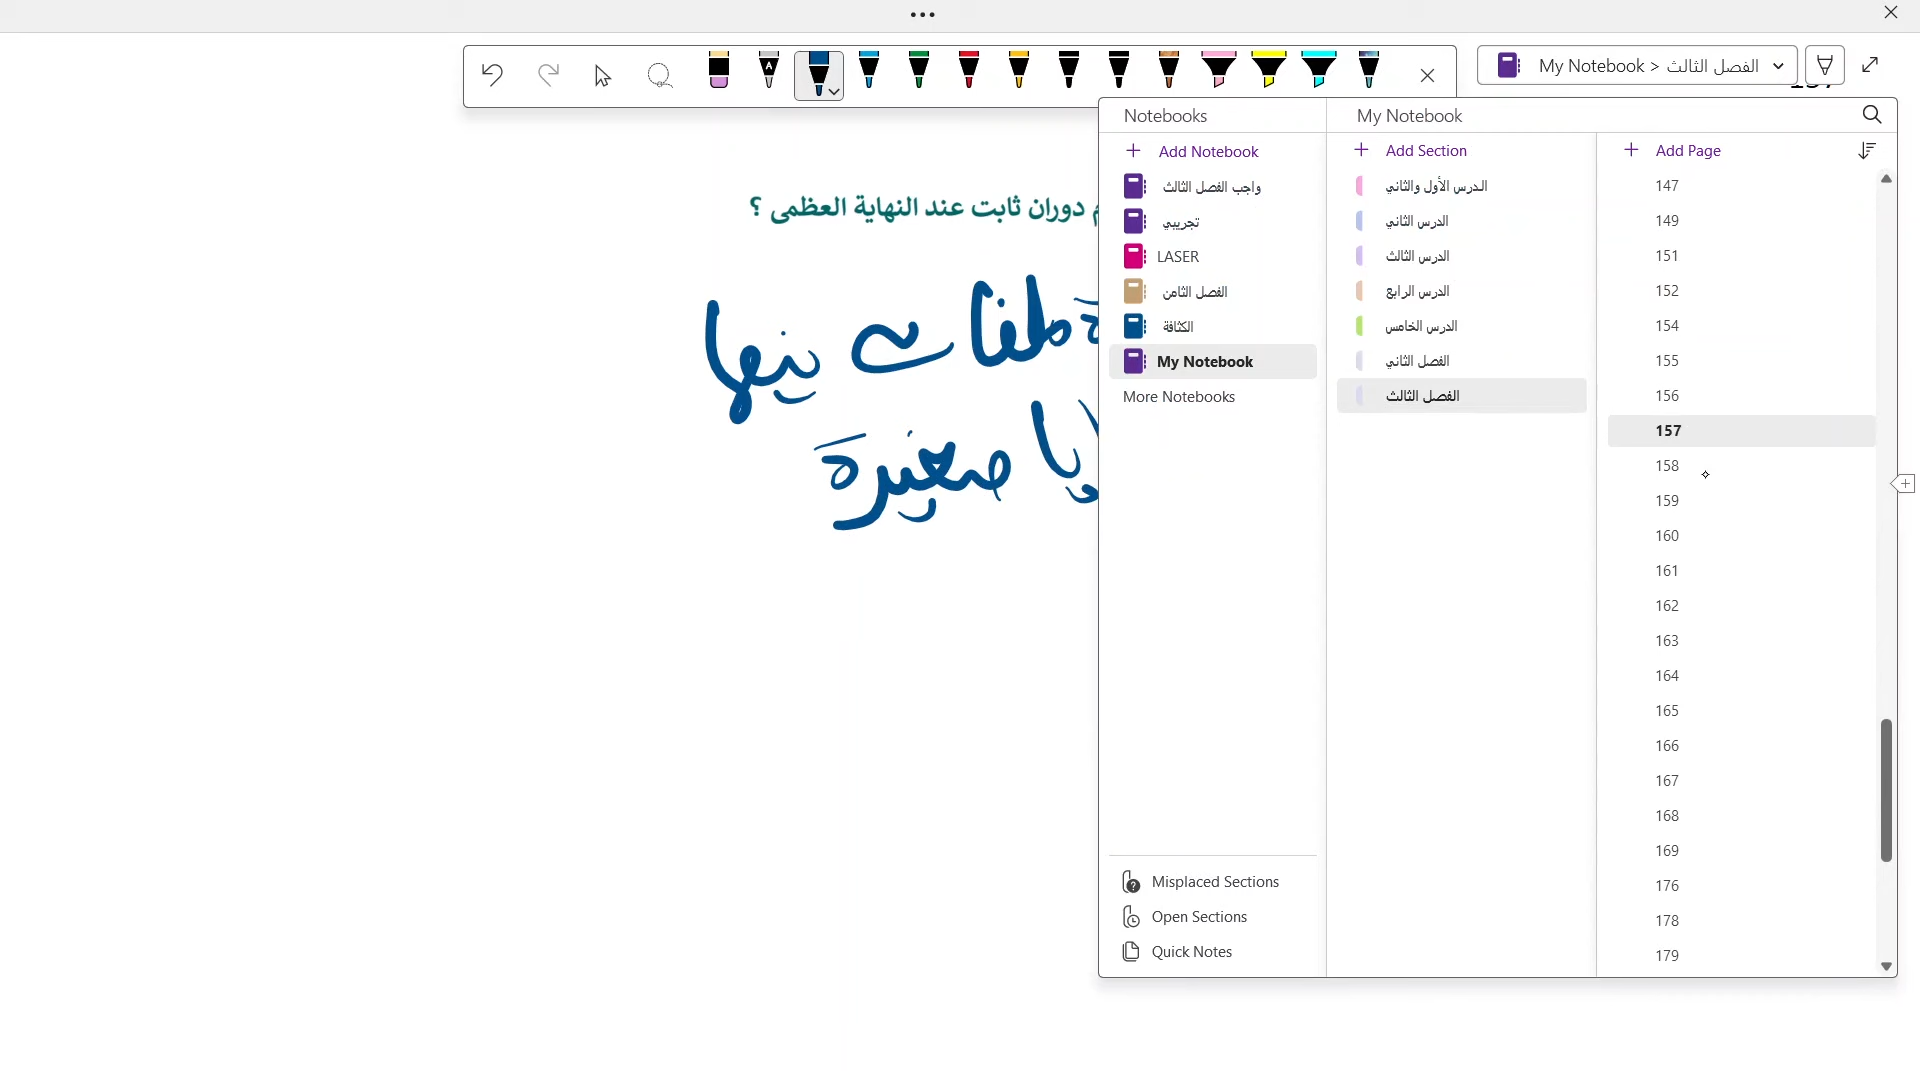 My Notebook > الفصل الثالث
Notebooks
Add Notebook
واجب الفصل الثالث
تجريبي
LASER
الفصل الثامن
الكثافة
My Notebook
More Notebooks
Misplaced Sections
Open Sections
Quick Notes
My Notebook
Add Section
الدرس الأول والثاني
الدرس الثاني
الدرس الثالث
الدرس الرابع
الدرس الخامس
الفصل الثاني
الفصل الثالث
Add Page
147
149
151
152
154
155
156
157
158
159
160
161
162
163
164
165
166
167
168
169
176
178
179
م دوران ثابت عند النهاية العظمى ؟
ملفات بينها
صغيرة